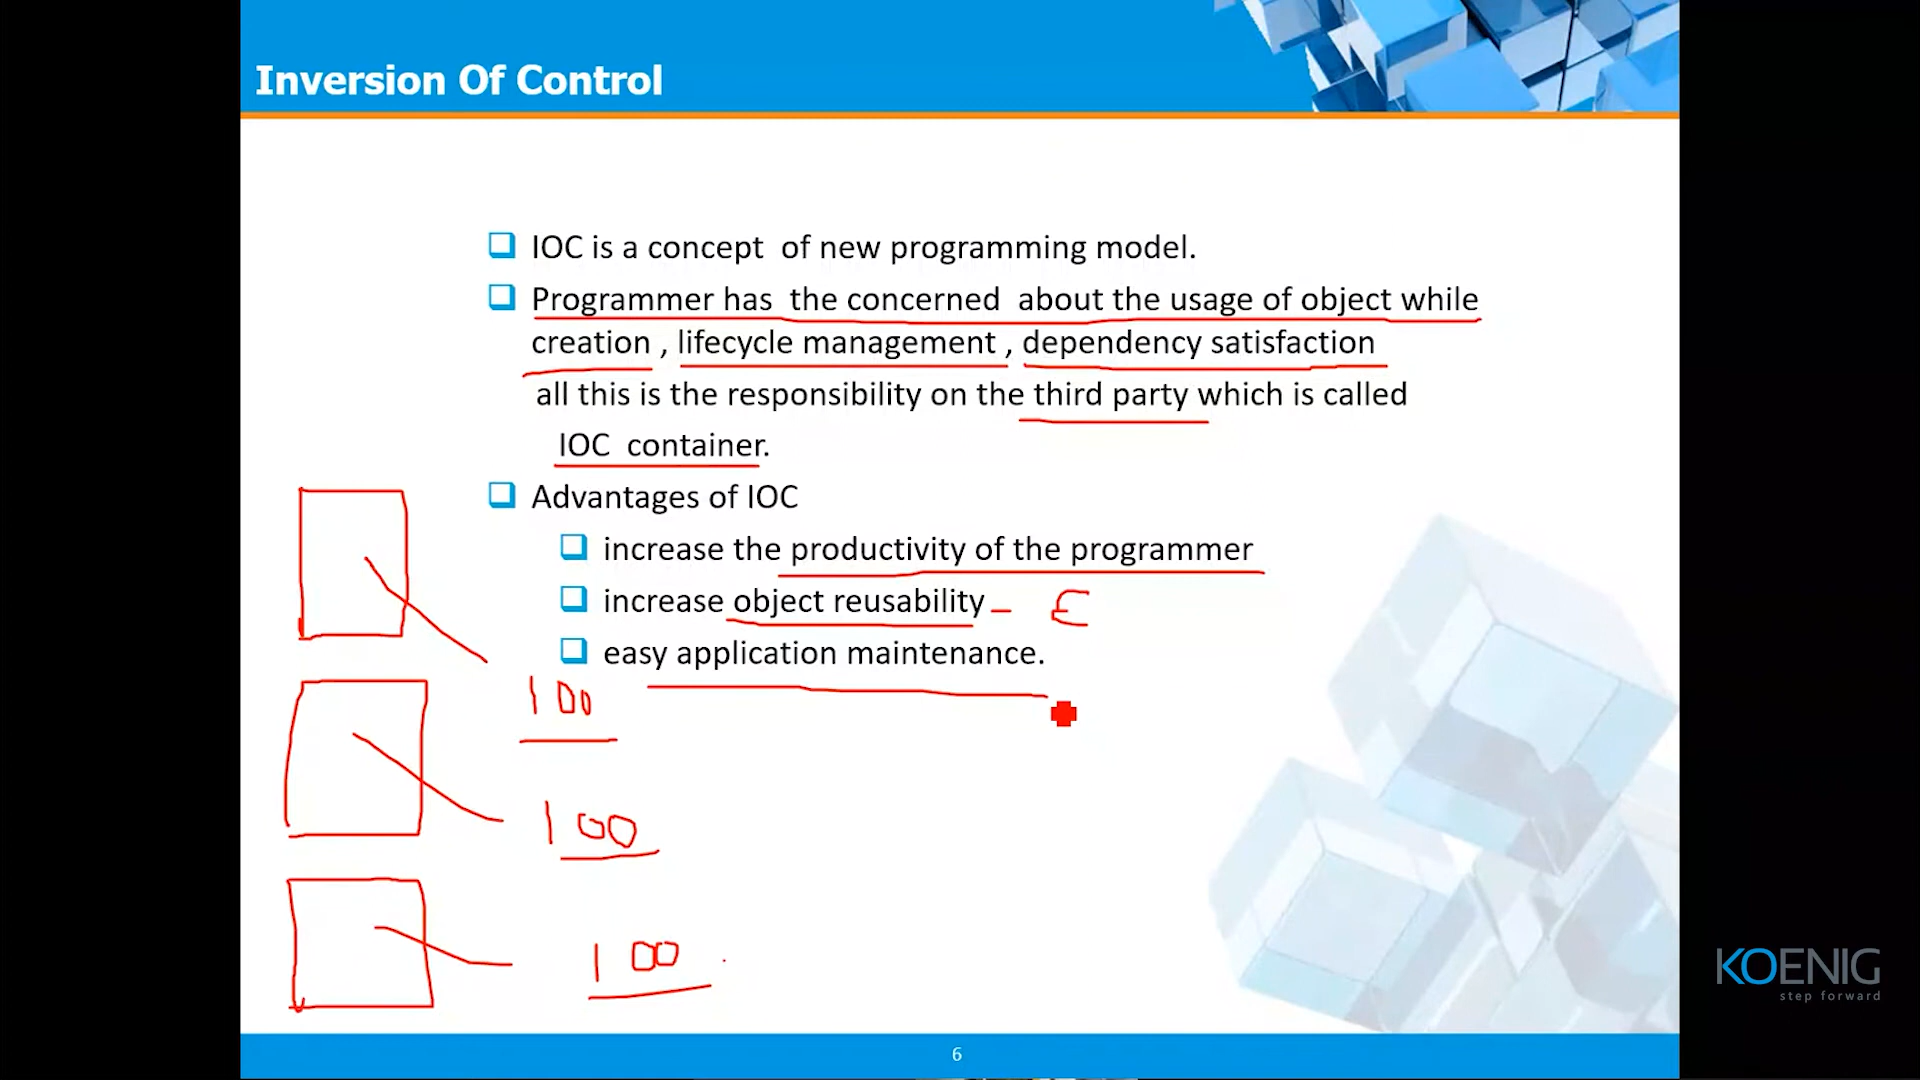 Inversion Of Control
IOC is a concept of new programming model.
Programmer has the concerned about the usage of object while
creation , lifecycle management , dependency satisfaction
all this is the responsibility on the third party which is called
IOC container.
Advantages of IOC
increase the productivity of the programmer
increase object reusability
easy application maintenance.
100
100
100
KOENIG
step forward
6